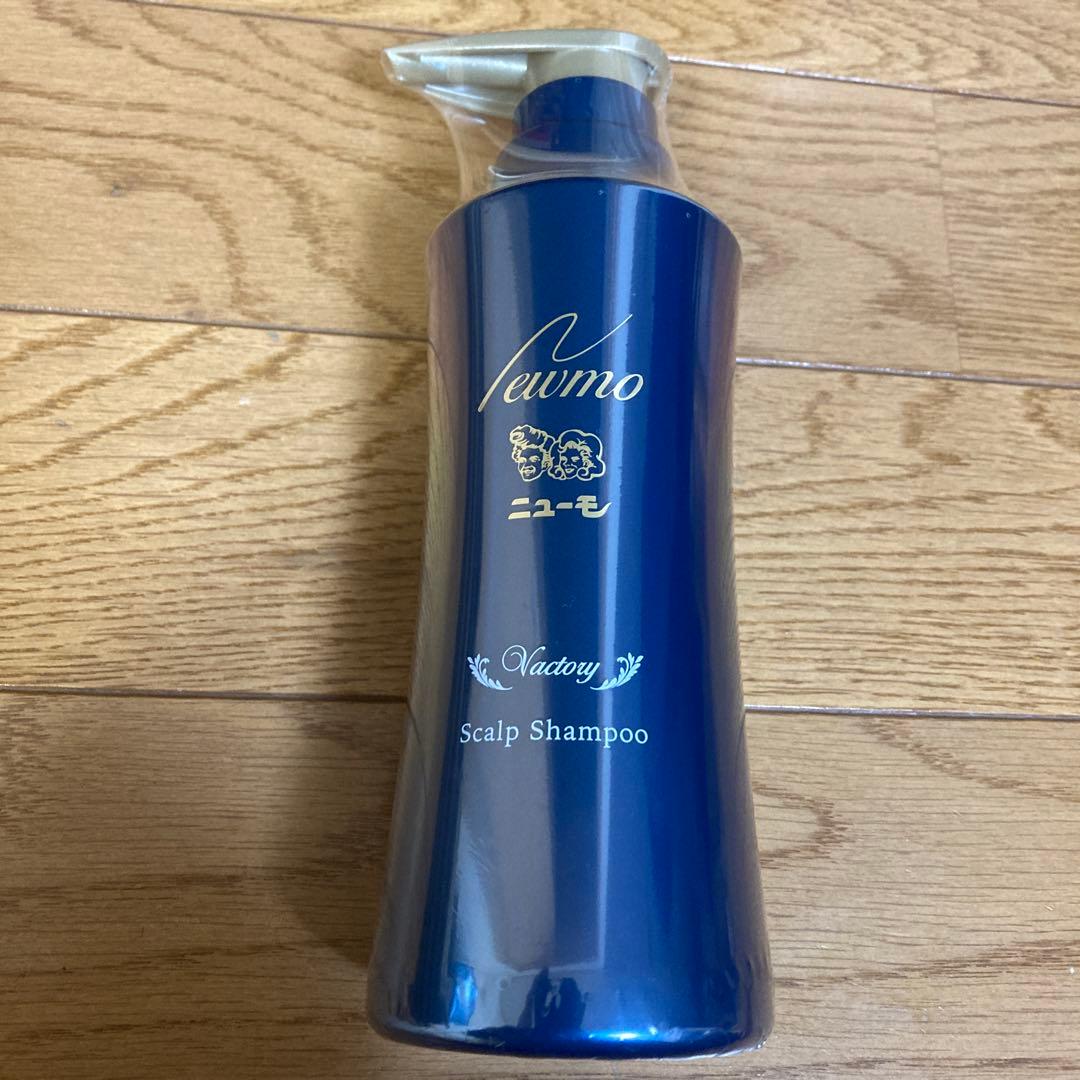 Newmo
ニューモ
Vactory
Scalp Shampoo